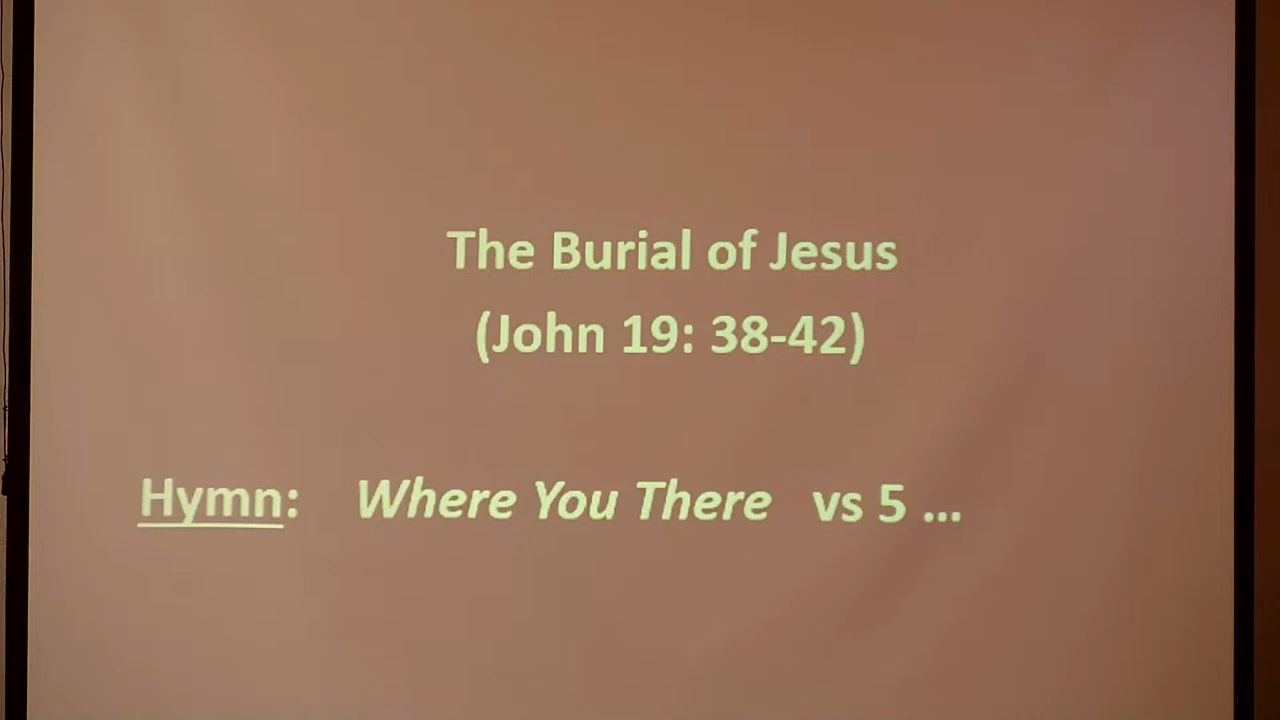 The Burial of Jesus
(John 19: 38-42)
Hymn: Where You There vs 5 ...